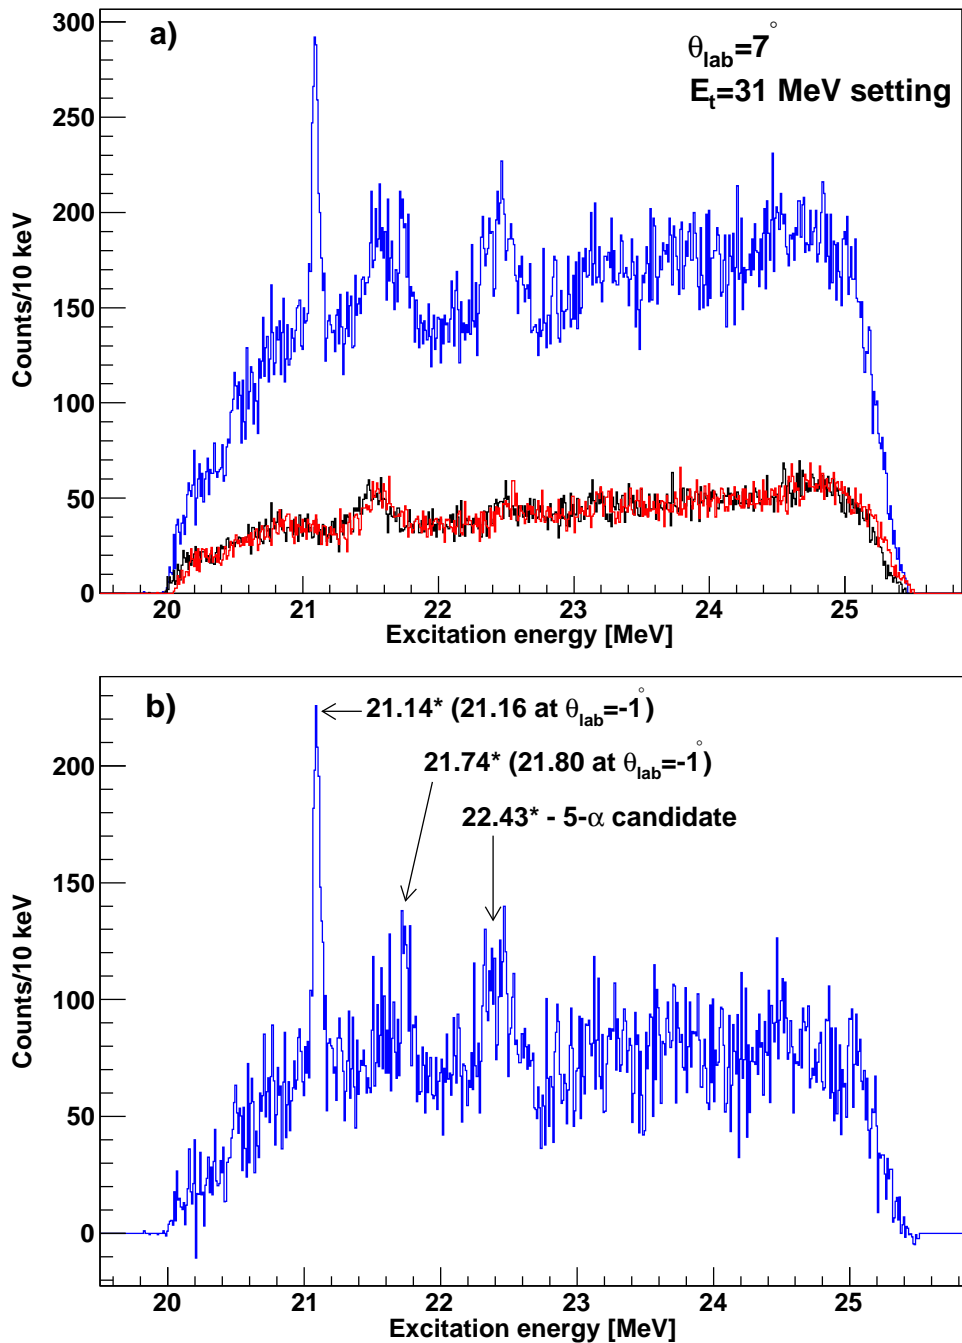 a)
θlab=7°
Et=31 MeV setting
Counts/10 keV
300
250
200
150
100
50
0
20 21 22 23 24 25
Excitation energy [MeV]
b)
21.14* (21.16 at θlab=-1°)
21.74* (21.80 at θlab=-1°)
22.43* - 5-α candidate
Counts/10 keV
200
150
100
50
0
20 21 22 23 24 25
Excitation energy [MeV]